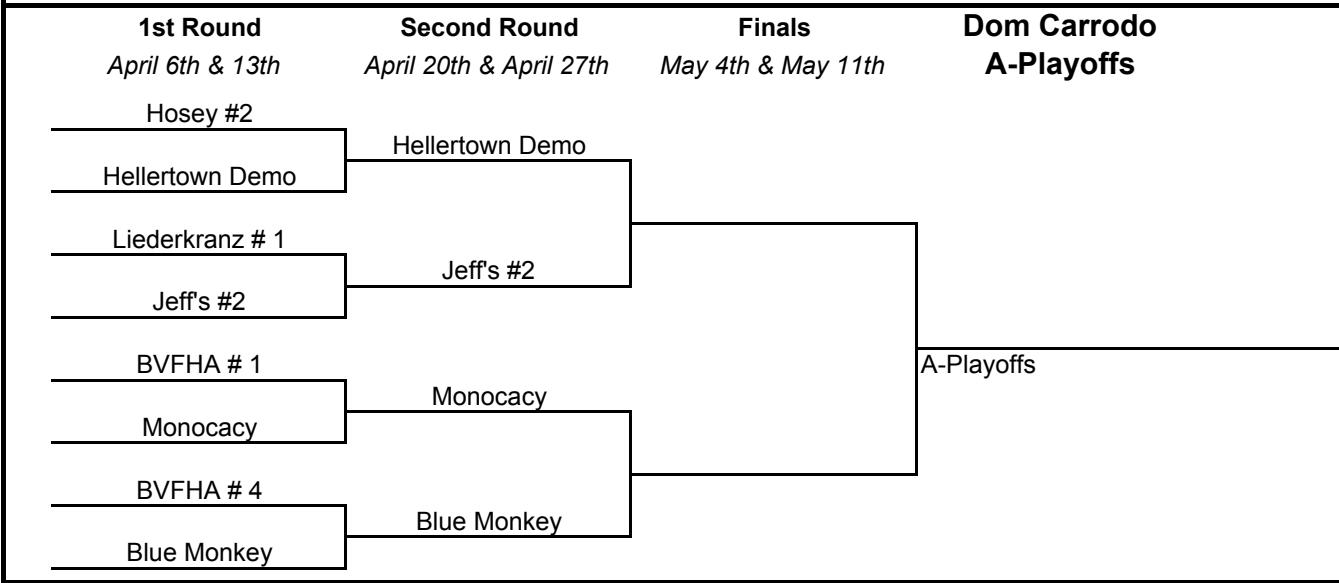 1st Round Second Round Finals Dom Carrodo
April 6th & 13th April 20th & April 27th May 4th & May 11th A-Playoffs
Hosey #2
Hellertown Demo
Hellertown Demo
Liederkranz # 1
Jeff's #2
Jeff's #2
BVFHA # 1
A-Playoffs
Monocacy
Monocacy
BVFHA # 4
Blue Monkey
Blue Monkey